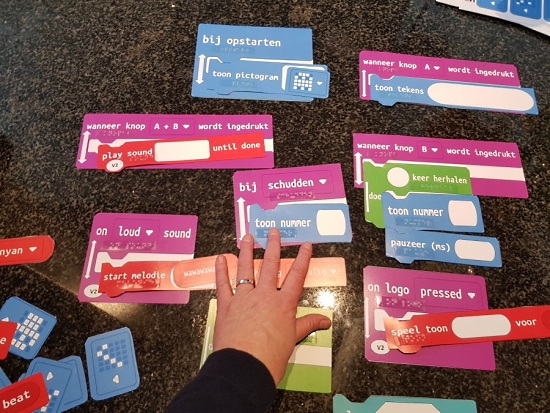 bij opstarten
toon pictogram
wanneer knop A wordt ingedrukt
toon tekens
wanneer knop A + B wordt ingedrukt
play sound until done
V2
wanneer knop B wordt ingedrukt
keer herhalen
toon nummer
pauzeer (ms)
bij schudden
toon nummer
on loud sound
start melodie
V2
on logo pressed
speel toon voor
V2
nyan
beat